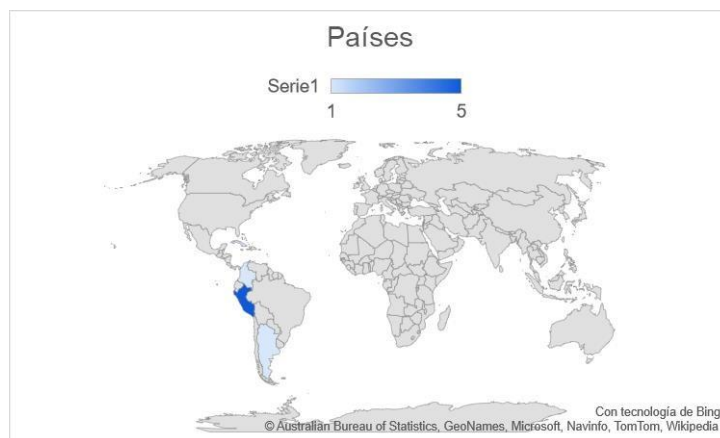 Países
Serie1
1 5
Con tecnología de Bing
© Australian Bureau of Statistics, GeoNames, Microsoft, Navinfo, TomTom, Wikipedia